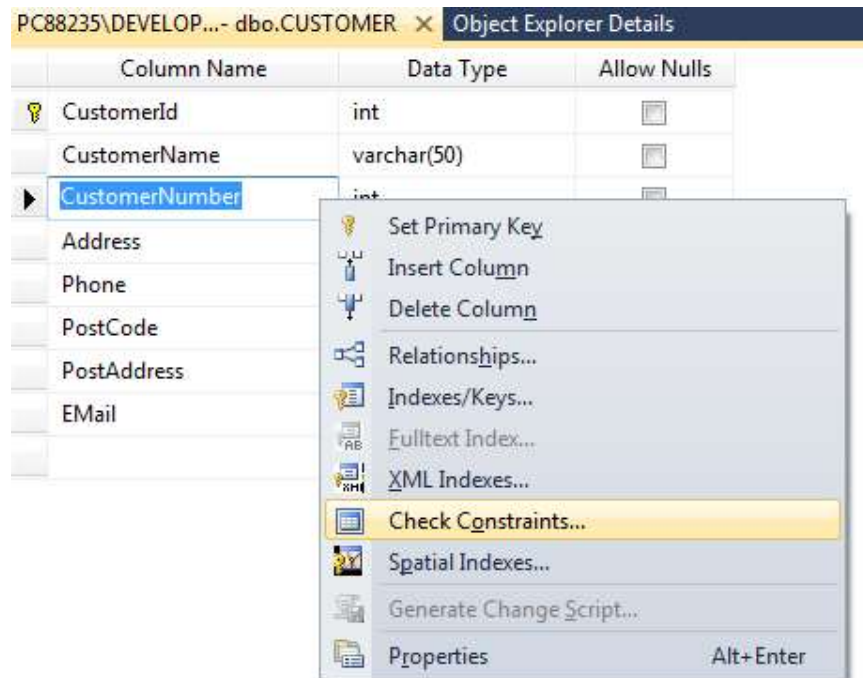 PC88235\DEVELOP...- dbo.CUSTOMER × Object Explorer Details
Column Name Data Type Allow Nulls
CustomerId int
CustomerName varchar(50)
CustomerNumber int
Address
Phone
PostCode
PostAddress
EMail
Set Primary Key
Insert Column
Delete Column
Relationships...
Indexes/Keys...
Fulltext Index...
XML Indexes...
Check Constraints...
Spatial Indexes...
Generate Change Script...
Properties Alt+Enter